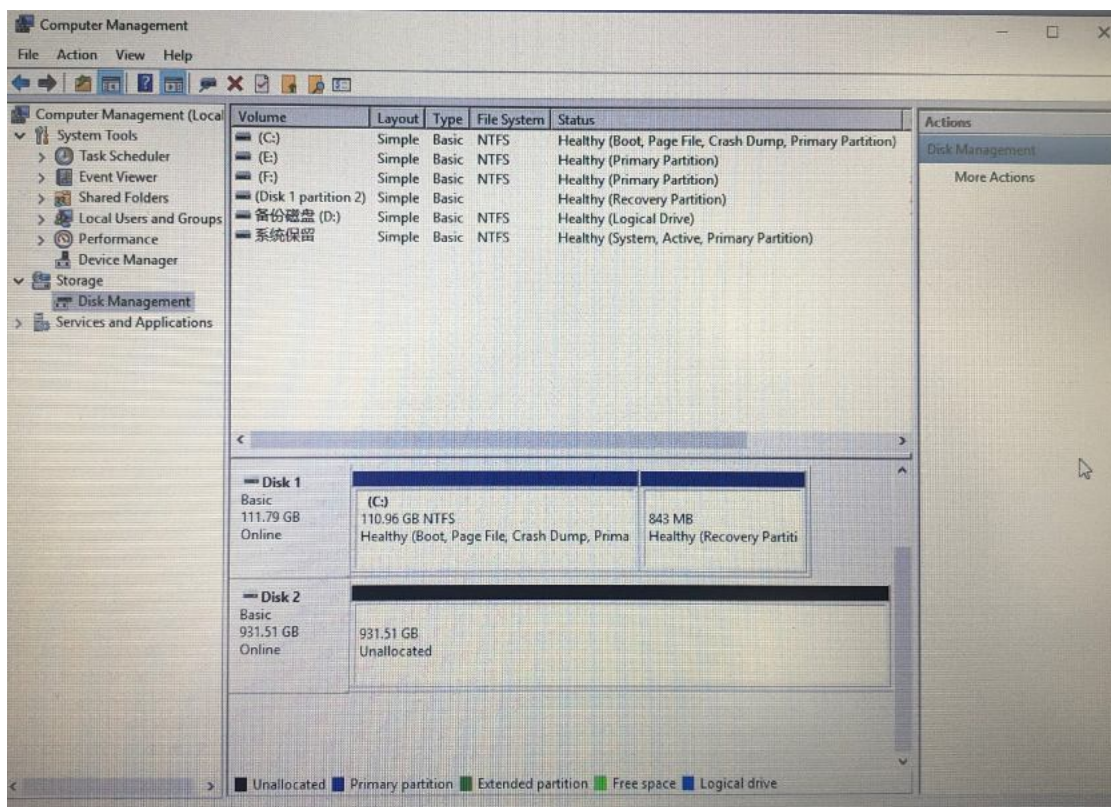 Computer Management
File Action View Help
Computer Management (Local
System Tools
Task Scheduler
Event Viewer
Shared Folders
Local Users and Groups
Performance
Device Manager
Storage
Disk Management
Services and Applications
Volume Layout Type File System Status
(C:) Simple Basic NTFS Healthy (Boot, Page File, Crash Dump, Primary Partition)
(E:) Simple Basic NTFS Healthy (Primary Partition)
(F:) Simple Basic NTFS Healthy (Primary Partition)
(Disk 1 partition 2) Simple Basic Healthy (Recovery Partition)
备份磁盘 (D:) Simple Basic NTFS Healthy (Logical Drive)
系统保留 Simple Basic NTFS Healthy (System, Active, Primary Partition)
Actions
Disk Management
More Actions
Disk 1
Basic
111.79 GB
Online
(C:)
110.96 GB NTFS
Healthy (Boot, Page File, Crash Dump, Prima
843 MB
Healthy (Recovery Partiti
Disk 2
Basic
931.51 GB
Online
931.51 GB
Unallocated
Unallocated Primary partition Extended partition Free space Logical drive